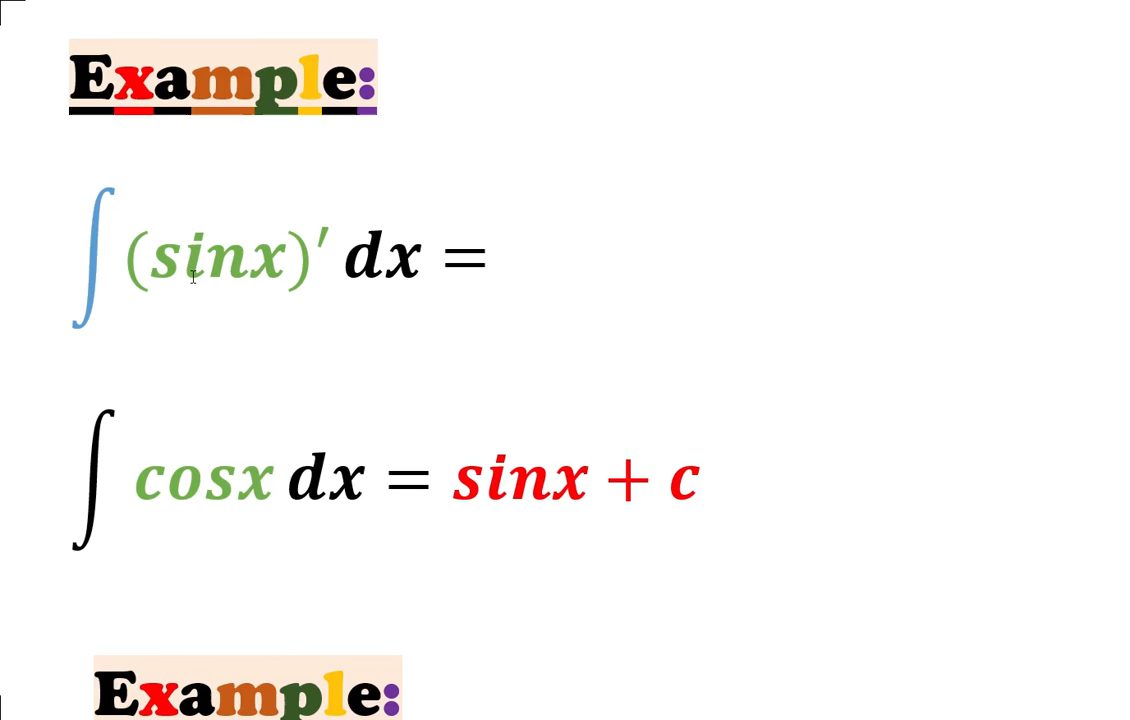 Example:
∫ (sinx)′ dx =
∫ cosx dx = sinx + c
Example: